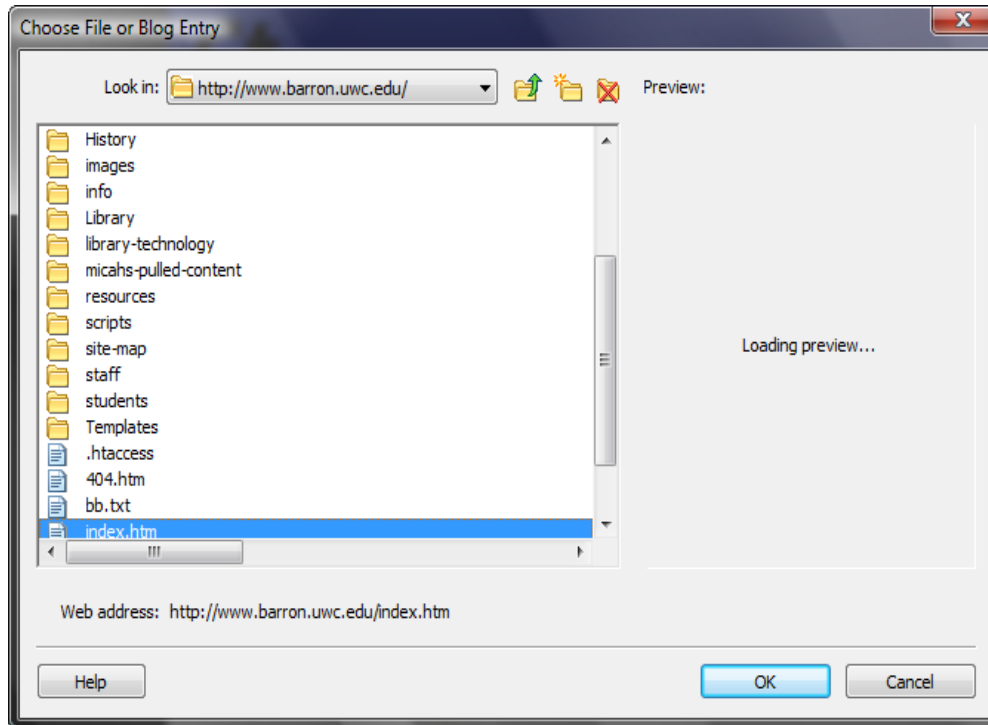 Choose File or Blog Entry
Look in: http://www.barron.uwc.edu/ Preview:
History
images
info
Library
library-technology
micahs-pulled-content
resources
scripts
site-map
staff
students
Templates
.htaccess
404.htm
bb.txt
index.htm
Loading preview...
Web address: http://www.barron.uwc.edu/index.htm
Help OK Cancel